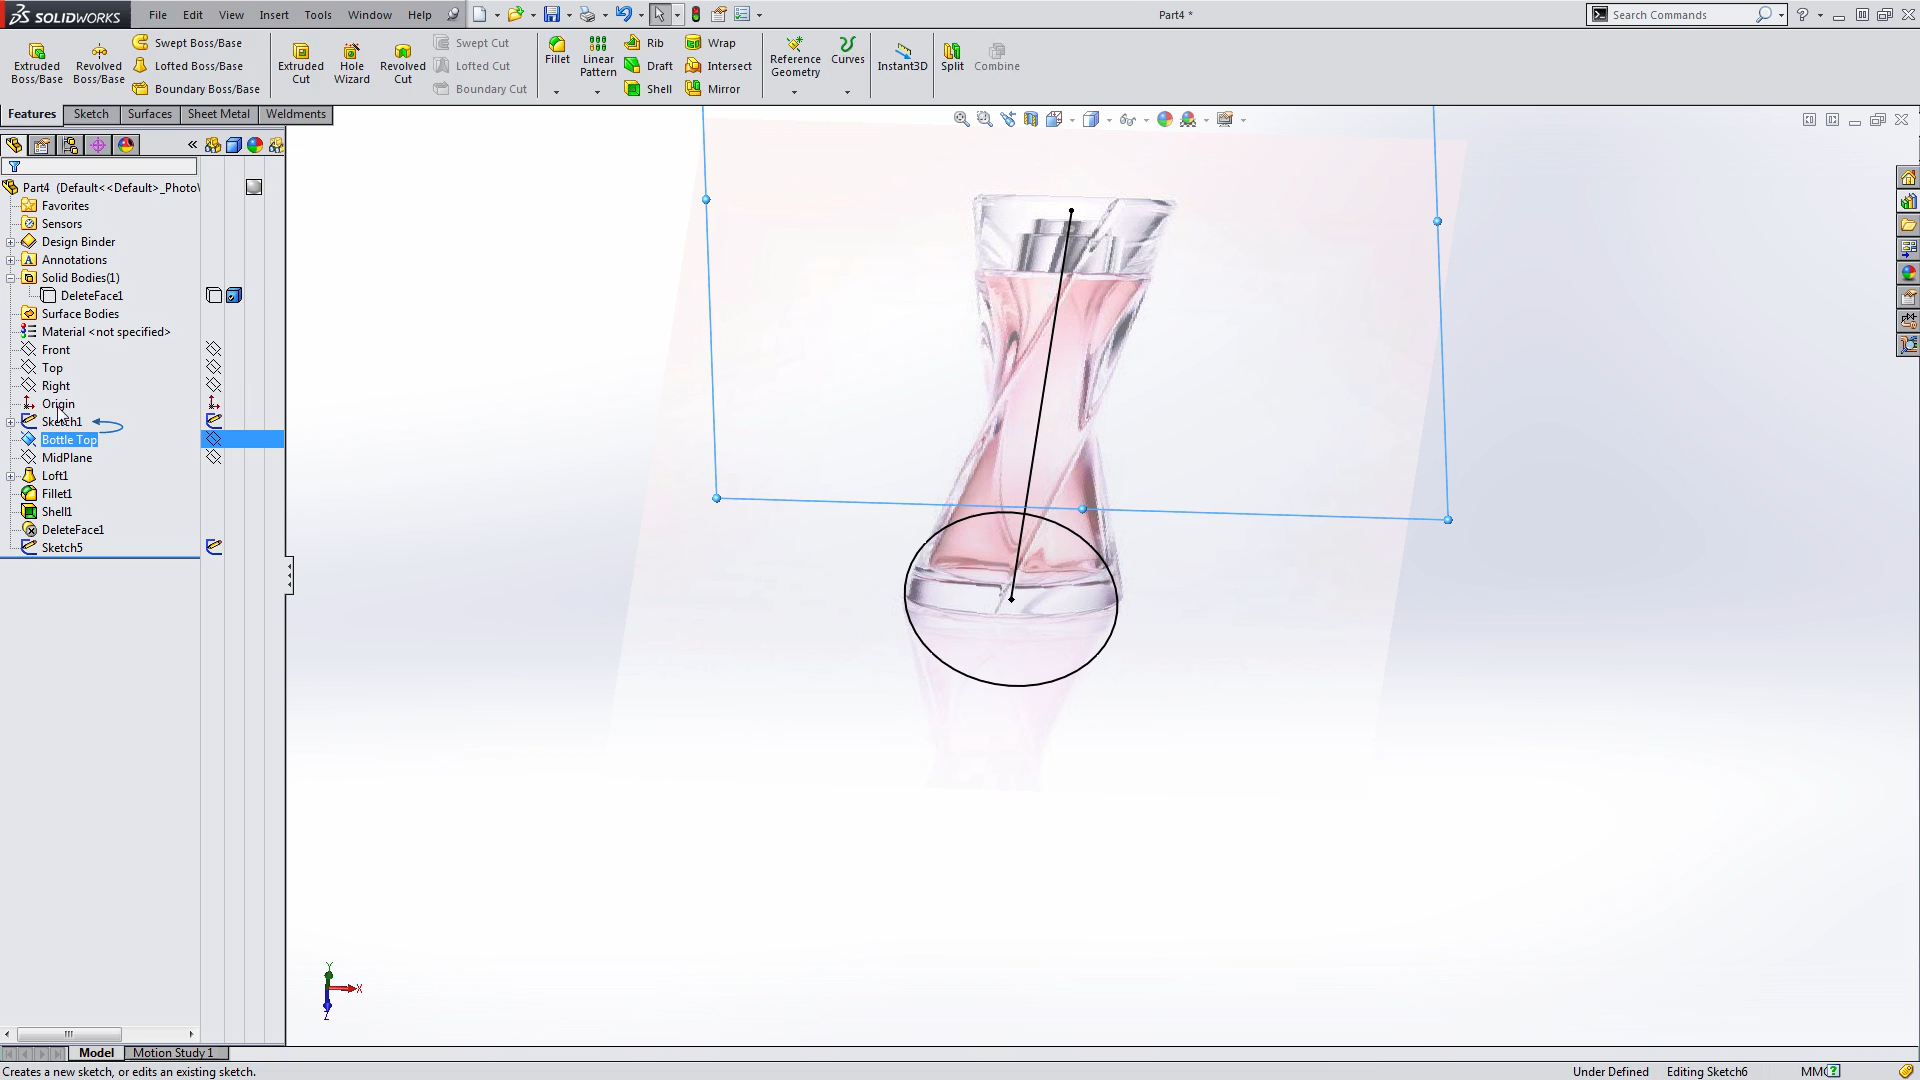 SOLIDWORKS File Edit View Insert Tools Window Help Part4 * Search Commands
Extruded Boss/Base
Revolved Boss/Base
Swept Boss/Base
Lofted Boss/Base
Boundary Boss/Base
Extruded Cut
Hole Wizard
Revolved Cut
Swept Cut
Lofted Cut
Boundary Cut
Fillet
Linear Pattern
Rib
Draft
Shell
Wrap
Intersect
Mirror
Reference Geometry
Curves
Instant3D
Split
Combine
Features Sketch Surfaces Sheet Metal Weldments
Part4 (Default<<Default>_Photo\
Favorites
Sensors
Design Binder
Annotations
Solid Bodies(1)
DeleteFace1
Surface Bodies
Material <not specified>
Front
Top
Right
Origin
Sketch1
Bottle Top
MidPlane
Loft1
Fillet1
Shell1
DeleteFace1
Sketch5
Y
X
Z
Model Motion Study 1
Creates a new sketch, or edits an existing sketch. Under Defined Editing Sketch6 MMG